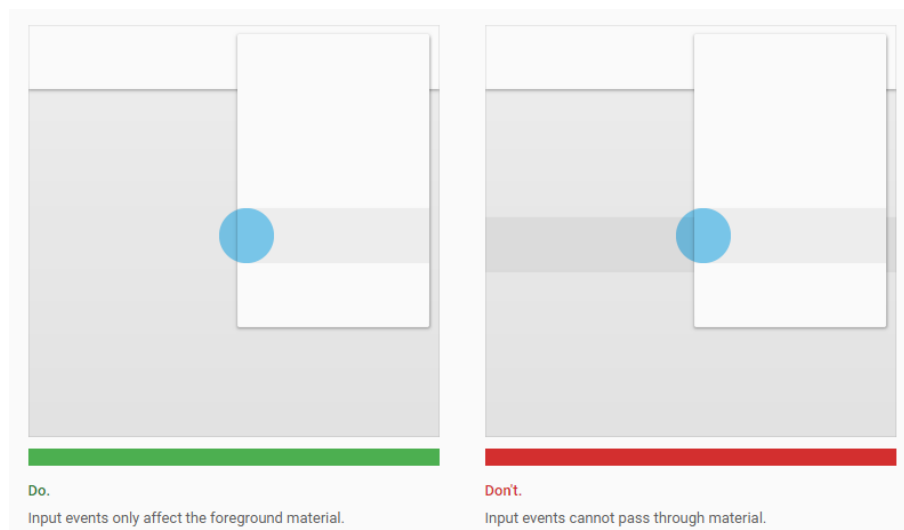 Do.
Input events only affect the foreground material.
Don't.
Input events cannot pass through material.